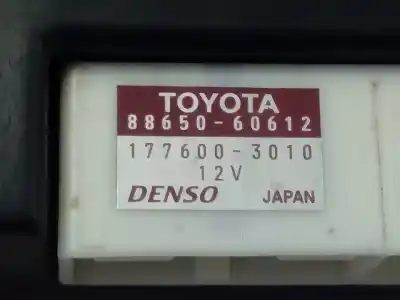 TOYOTA
88650-60612
177600-3010
12V
DENSO JAPAN